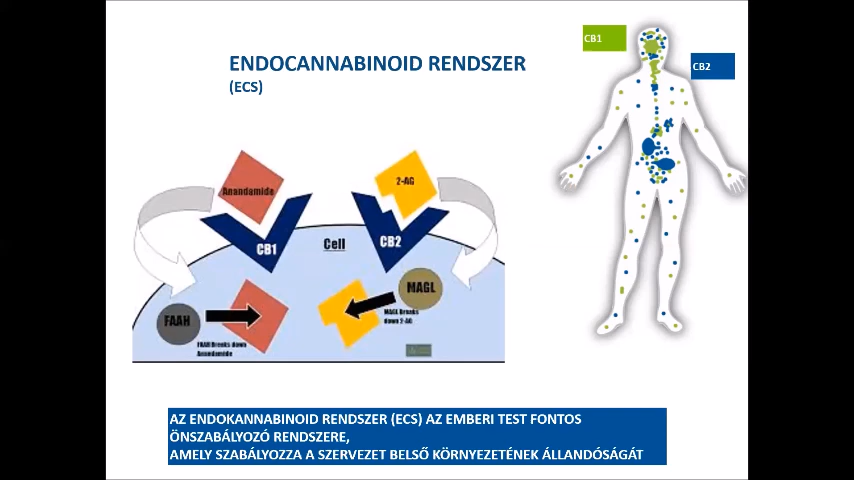 ENDOCANNABINOID RENDSZER
(ECS)
CB1
CB2
Anandamide
2-AG
CB1
Cell
CB2
FAAH
MAGL
FAAH Breaks down
Anandamide
MAGL Breaks
down 2-AG
AZ ENDOKANNABINOID RENDSZER (ECS) AZ EMBERI TEST FONTOS
ÖNSZABÁLYOZÓ RENDSZERE,
AMELY SZABÁLYOZZA A SZERVEZET BELSŐ KÖRNYEZETÉNEK ÁLLANDÓSÁGÁT